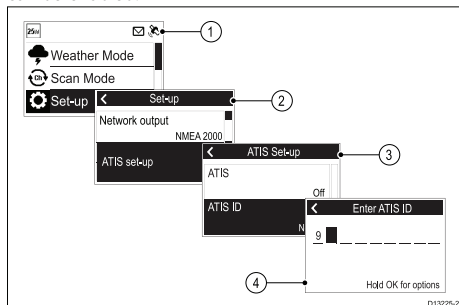 25W
1
Weather Mode
Ch
Scan Mode
Set-up
Set-up
2
Network output
NMEA 2000
ATIS set-up
ATIS Set-up
3
ATIS
Off
ATIS ID
N
Enter ATIS ID
9 _ _ _ _ _ _ _
4
Hold OK for options
D13225-2